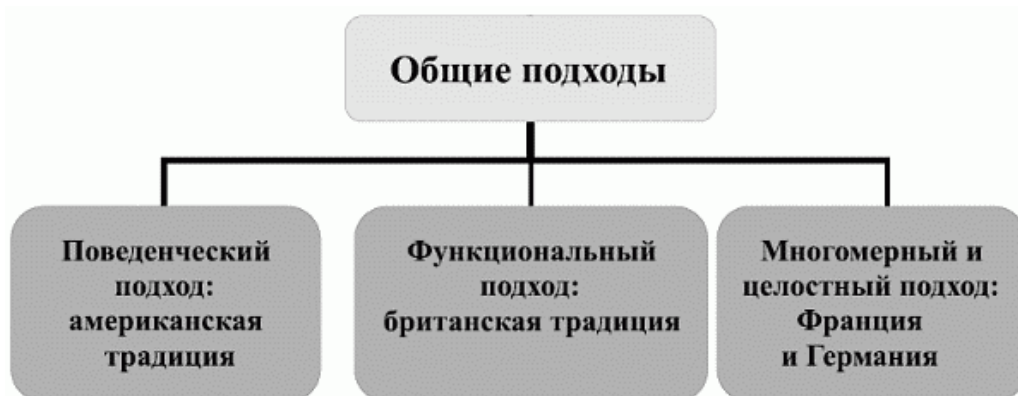 Общие подходы
Поведенческий
подход:
американская
традиция
Функциональный
подход:
британская традиция
Многомерный и
целостный подход:
Франция
и Германия